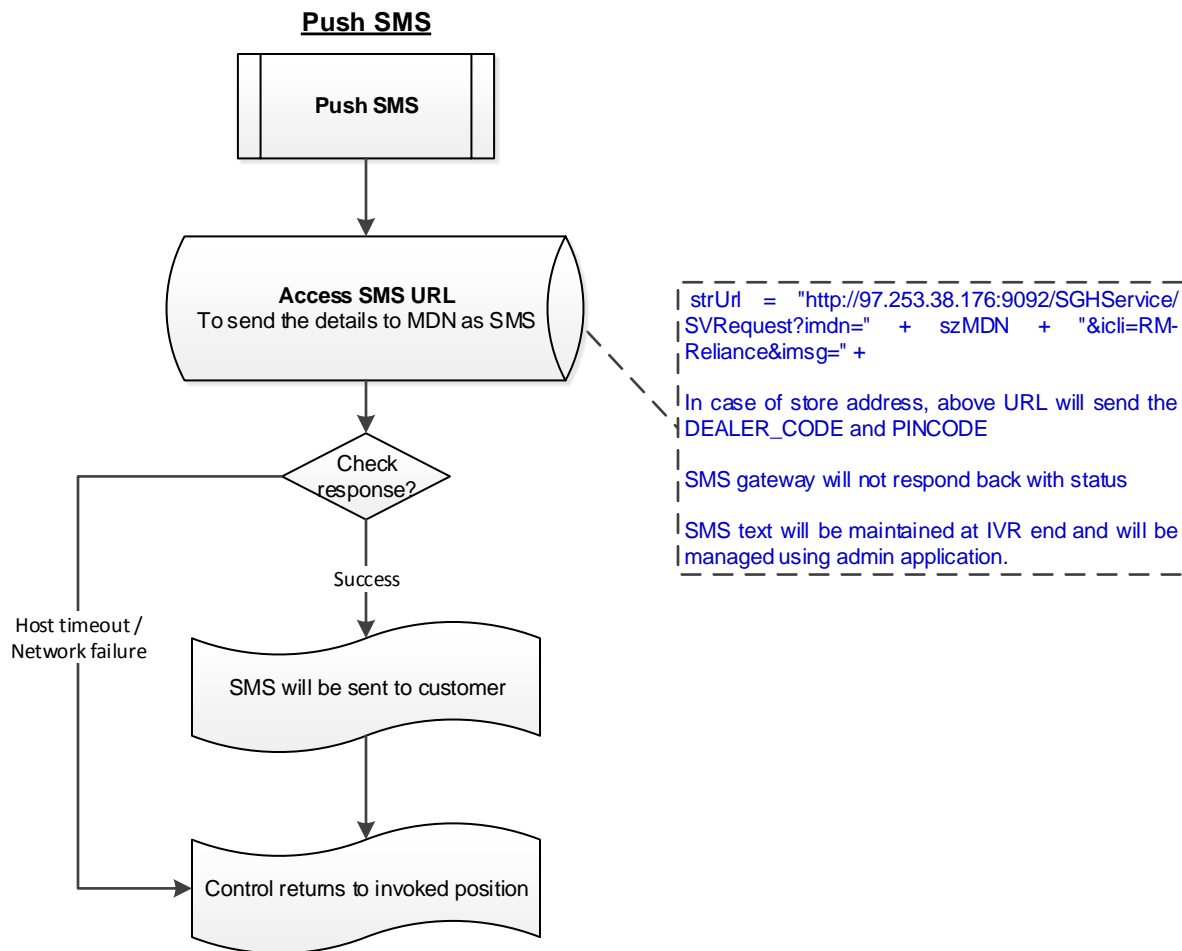 Push SMS
Push SMS
Access SMS URL
To send the details to MDN as SMS
strUrl = "http://97.253.38.176:9092/SGHService/
SVRequest?imdn=" + szMDN + "&icli=RM-
Reliance&imsg=" +
In case of store address, above URL will send the
DEALER_CODE and PINCODE
SMS gateway will not respond back with status
SMS text will be maintained at IVR end and will be
managed using admin application.
Check
response?
Success
Host timeout /
Network failure
SMS will be sent to customer
Control returns to invoked position